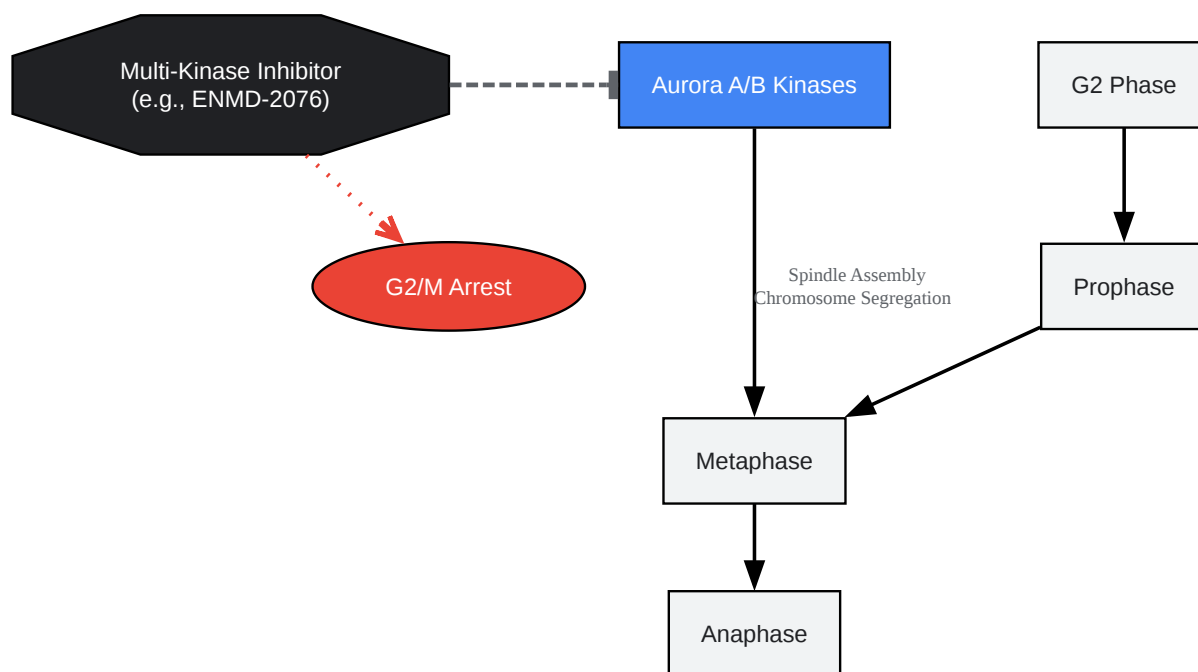 Multi-Kinase Inhibitor
(e.g., ENMD-2076)
Aurora A/B Kinases
G2 Phase
G2/M Arrest
Spindle Assembly
Chromosome Segregation
Prophase
Metaphase
Anaphase